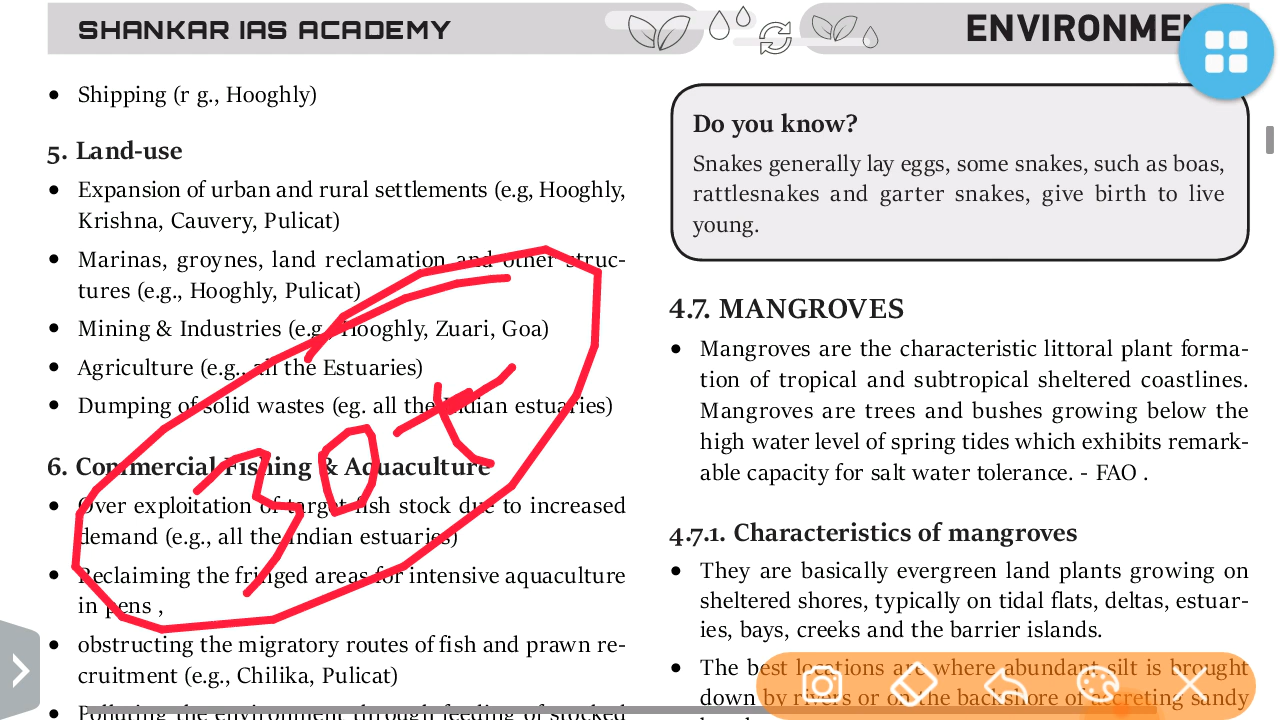 SHANKAR IAS ACADEMY
ENVIRONMEN
• Shipping (r g., Hooghly)
5. Land-use
• Expansion of urban and rural settlements (e.g, Hooghly,
Krishna, Cauvery, Pulicat)
• Marinas, groynes, land reclamation and other struc-
tures (e.g., Hooghly, Pulicat)
• Mining & Industries (e.g., Hooghly, Zuari, Goa)
• Agriculture (e.g., all the Estuaries)
• Dumping of solid wastes (eg. all the Indian estuaries)
6. Commercial Fishing & Aquaculture
• Over exploitation of target fish stock due to increased
demand (e.g., all the Indian estuaries)
• Reclaiming the fringed areas for intensive aquaculture
in pens ,
• obstructing the migratory routes of fish and prawn re-
cruitment (e.g., Chilika, Pulicat)
• Polluting the environment through feeding of stocked
30t
Do you know?
Snakes generally lay eggs, some snakes, such as boas,
rattlesnakes and garter snakes, give birth to live
young.
4.7. MANGROVES
• Mangroves are the characteristic littoral plant forma-
tion of tropical and subtropical sheltered coastlines.
Mangroves are trees and bushes growing below the
high water level of spring tides which exhibits remark-
able capacity for salt water tolerance. - FAO .
4.7.1. Characteristics of mangroves
• They are basically evergreen land plants growing on
sheltered shores, typically on tidal flats, deltas, estuar-
ies, bays, creeks and the barrier islands.
• The best locations are where abundant silt is brought
down by rivers or on the backshore of accreting sandy